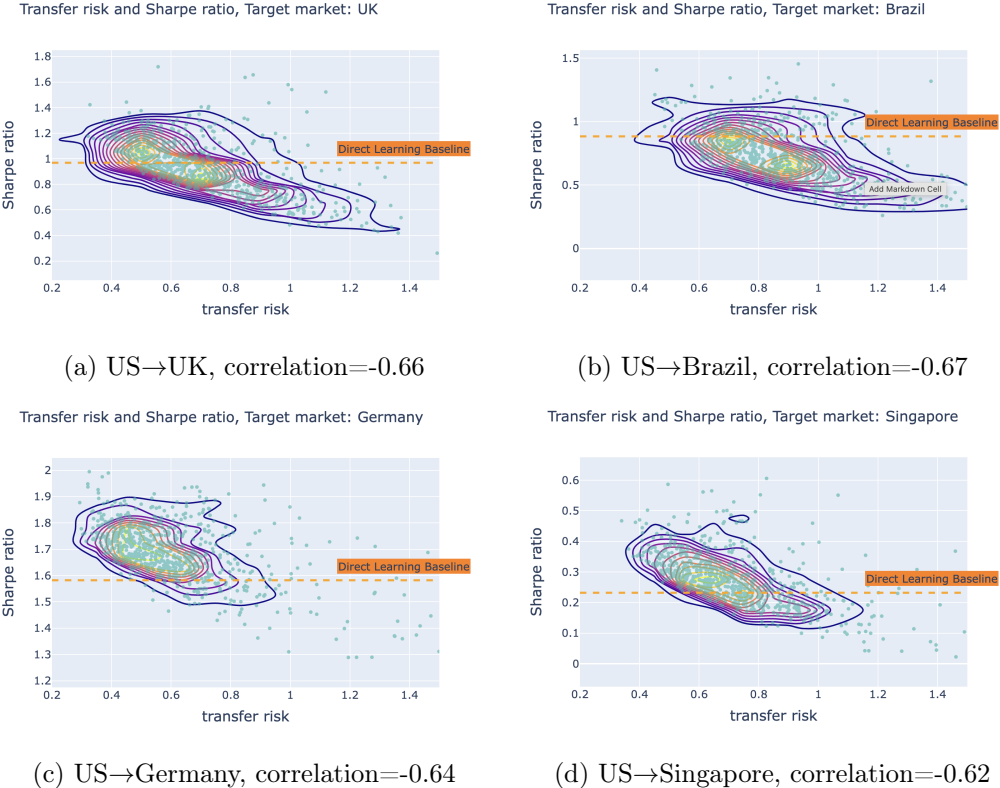 Transfer risk and Sharpe ratio, Target market: UK
Sharpe ratio
1.8
1.6
1.4
1.2
1
0.8
0.6
0.4
0.2
Direct Learning Baseline
0.2 0.4 0.6 0.8 1 1.2 1.4
transfer risk
(a) US→UK, correlation=-0.66
Transfer risk and Sharpe ratio, Target market: Brazil
Sharpe ratio
1.5
1
0.5
0
Direct Learning Baseline
Add Markdown Cell
0.2 0.4 0.6 0.8 1 1.2 1.4
transfer risk
(b) US→Brazil, correlation=-0.67
Transfer risk and Sharpe ratio, Target market: Germany
Sharpe ratio
2
1.9
1.8
1.7
1.6
1.5
1.4
1.3
1.2
Direct Learning Baseline
0.2 0.4 0.6 0.8 1 1.2 1.4
transfer risk
(c) US→Germany, correlation=-0.64
Transfer risk and Sharpe ratio, Target market: Singapore
Sharpe ratio
0.6
0.5
0.4
0.3
0.2
0.1
0
Direct Learning Baseline
0.2 0.4 0.6 0.8 1 1.2 1.4
transfer risk
(d) US→Singapore, correlation=-0.62